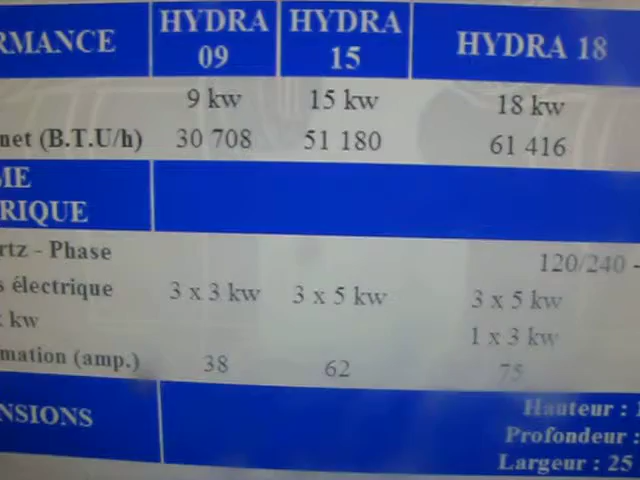 RMANCE HYDRA 09 HYDRA 15 HYDRA 18
9 kw 15 kw 18 kw
net (B.T.U/h) 30 708 51 180 61 416
ME
RIQUE
rtz - Phase 120/240 -
s électrique 3 x 3 kw 3 x 5 kw 3 x 5 kw
kw 1 x 3 kw
mation (amp.) 38 62 75
NSIONS Hauteur : 1
Profondeur :
Largeur : 25